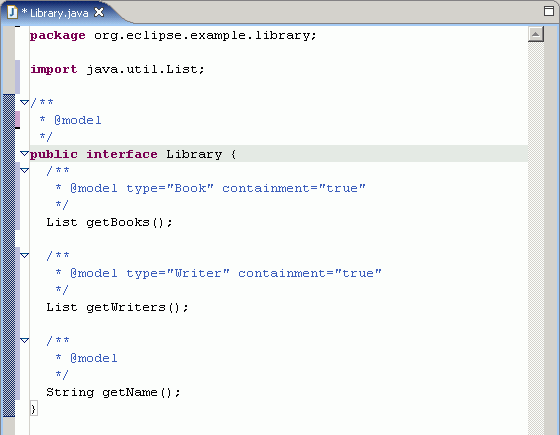 * Library.java
package org.eclipse.example.library;
import java.util.List;
/**
* @model
*/
public interface Library {
/**
* @model type="Book" containment="true"
*/
List getBooks();
/**
* @model type="Writer" containment="true"
*/
List getWriters();
/**
* @model
*/
String getName();
}